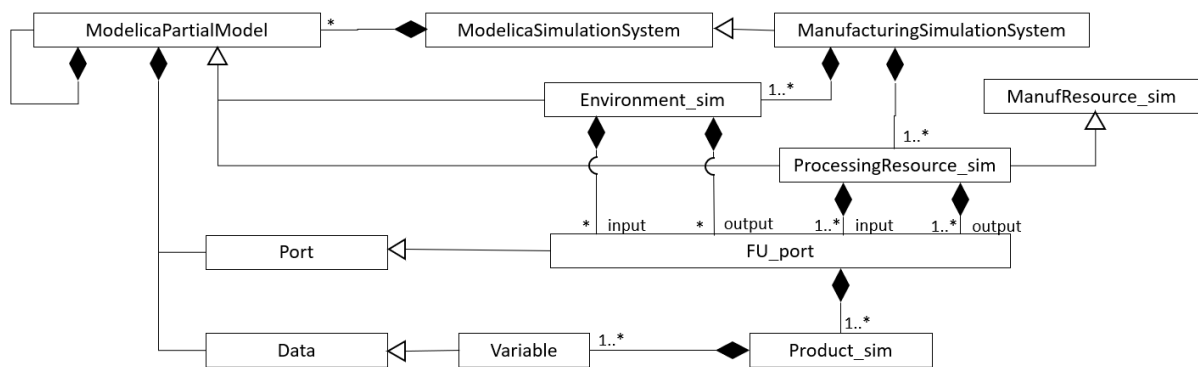 ModelicaPartialModel
*
ModelicaSimulationSystem
ManufacturingSimulationSystem
Environment_sim
1..*
ManufResource_sim
1..*
ProcessingResource_sim
* input
* output
1..* input
1..* output
Port
FU_port
1..*
Data
Variable
1..*
Product_sim